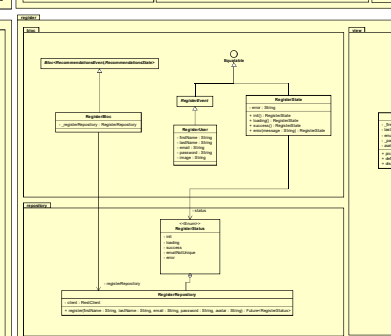 register
bloc
view
Bloc<RecommendationsEvent,RecommendationsState>
Equatable
RegisterEvent
RegisterState
- error : String
+ init() : RegisterState
+ loading() : RegisterState
+ success() : RegisterState
+ error(message : String) : RegisterState
RegisterBloc
- _registerRepository : RegisterRepository
RegisterUser
- firstName : String
- lastName : String
- email : String
- password : String
- image : String
-status
repository
<<Enum>>
RegisterStatus
- init
- loading
- success
- emailNotUnique
- error
- registerRepository
RegisterRepository
- client : RestClient
+ register(firstName : String, lastName : String, email : String, password : String, avatar : String) : Future<RegisterStatus>